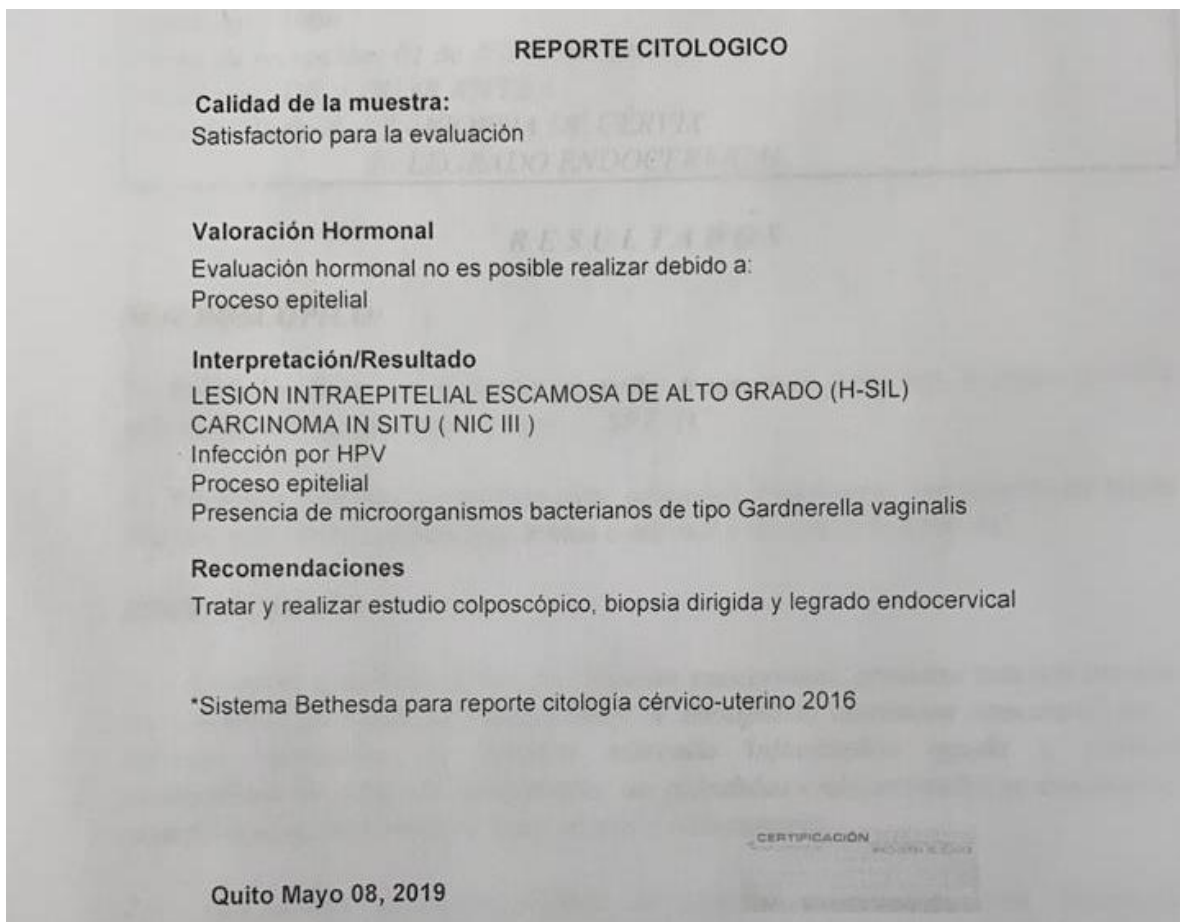 REPORTE CITOLOGICO
Calidad de la muestra:
Satisfactorio para la evaluación
Valoración Hormonal
Evaluación hormonal no es posible realizar debido a:
Proceso epitelial
Interpretación/Resultado
LESIÓN INTRAEPITELIAL ESCAMOSA DE ALTO GRADO (H-SIL)
CARCINOMA IN SITU ( NIC III )
Infección por HPV
Proceso epitelial
Presencia de microorganismos bacterianos de tipo Gardnerella vaginalis
Recomendaciones
Tratar y realizar estudio colposcópico, biopsia dirigida y legrado endocervical
*Sistema Bethesda para reporte citología cérvico-uterino 2016
CERTIFICACIÓN
Quito Mayo 08, 2019